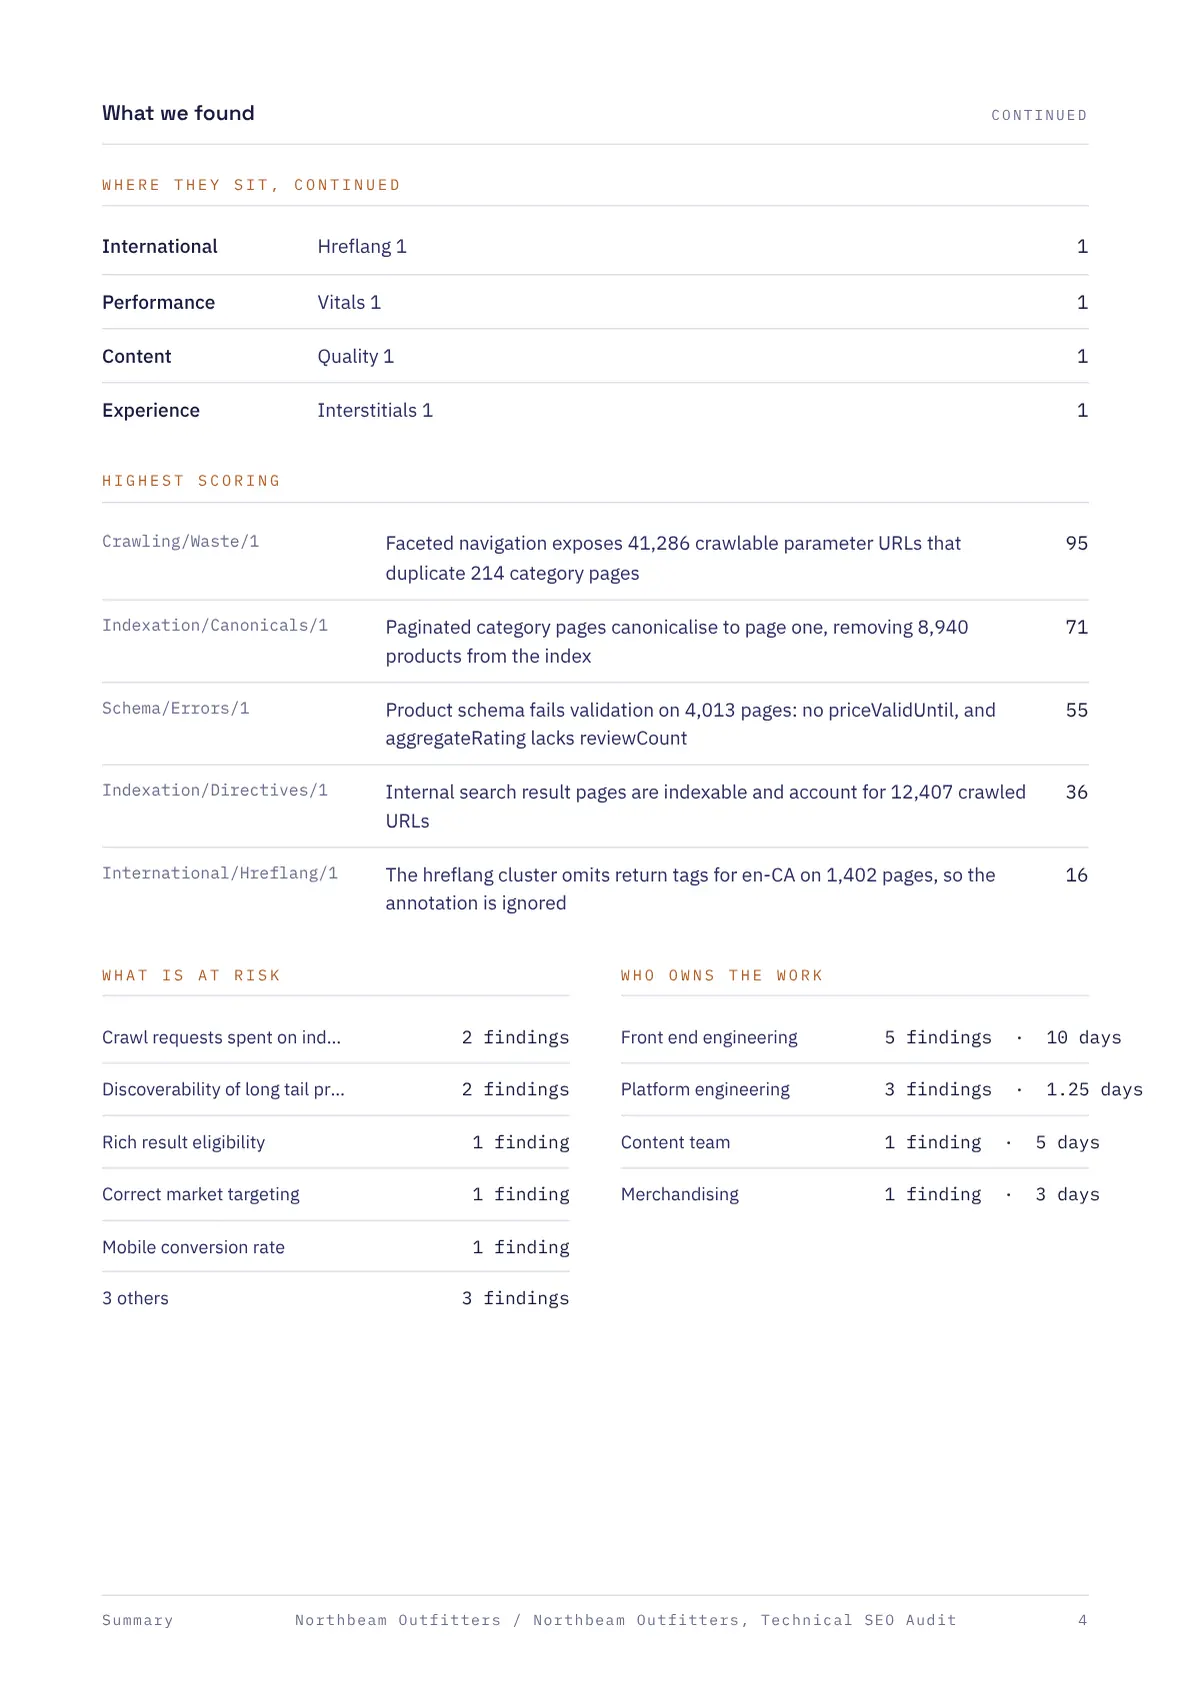 What we found
CONTINUED
WHERE THEY SIT, CONTINUED
International Hreflang 1 1
Performance Vitals 1 1
Content Quality 1 1
Experience Interstitials 1 1
HIGHEST SCORING
Crawling/Waste/1 Faceted navigation exposes 41,286 crawlable parameter URLs that 95
duplicate 214 category pages
Indexation/Canonicals/1 Paginated category pages canonicalise to page one, removing 8,940 71
products from the index
Schema/Errors/1 Product schema fails validation on 4,013 pages: no priceValidUntil, and 55
aggregateRating lacks reviewCount
Indexation/Directives/1 Internal search result pages are indexable and account for 12,407 crawled 36
URLs
International/Hreflang/1 The hreflang cluster omits return tags for en-CA on 1,402 pages, so the 16
annotation is ignored
WHAT IS AT RISK
Crawl requests spent on ind... 2 findings
Discoverability of long tail pr... 2 findings
Rich result eligibility 1 finding
Correct market targeting 1 finding
Mobile conversion rate 1 finding
3 others 3 findings
WHO OWNS THE WORK
Front end engineering 5 findings · 10 days
Platform engineering 3 findings · 1.25 days
Content team 1 finding · 5 days
Merchandising 1 finding · 3 days
Summary Northbeam Outfitters / Northbeam Outfitters, Technical SEO Audit 4